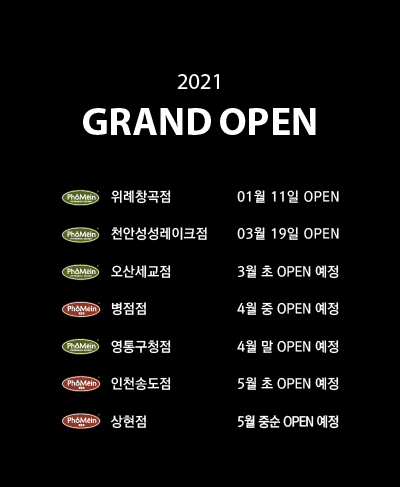 2021
GRAND OPEN
PhoMein 위례창곡점 01월 11일 OPEN
PhoMein 천안성성레이크점 03월 19일 OPEN
PhoMein 오산세교점 3월 초 OPEN 예정
PhoMein 병점점 4월 중 OPEN 예정
PhoMein 영통구청점 4월 말 OPEN 예정
PhoMein 인천송도점 5월 초 OPEN 예정
PhoMein 상현점 5월 중순 OPEN 예정